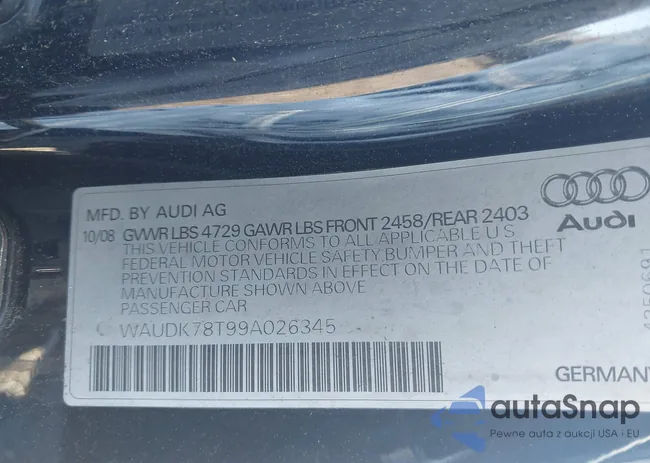 MFD. BY AUDI AG
10/08 GVWR LBS 4729 GAWR LBS FRONT 2458/REAR 2403
THIS VEHICLE CONFORMS TO ALL APPLICABLE U.S.
FEDERAL MOTOR VEHICLE SAFETY BUMPER AND THEFT
PREVENTION STANDARDS IN EFFECT ON THE DATE OF
MANUFACTURE SHOWN ABOVE
PASSENGER CAR
WAUDK78T99A026345
Audi
GERMANY
autaSnap
Pewne auta z aukcji USA i EU